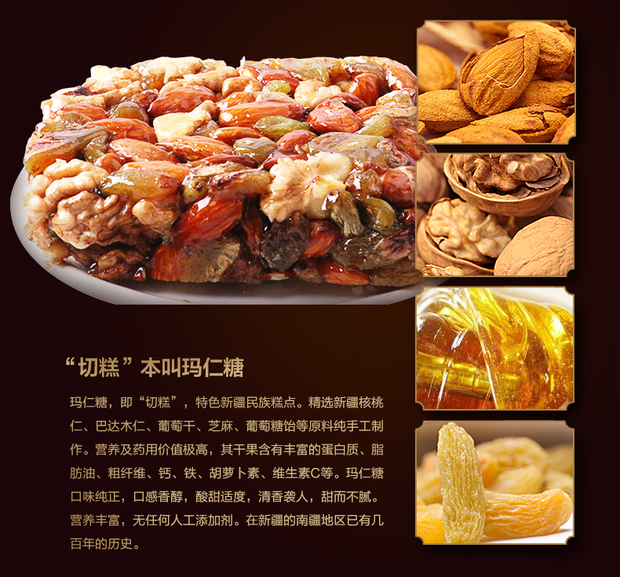 “切糕”本叫玛仁糖
玛仁糖，即“切糕”，特色新疆民族糕点。精选新疆核桃
仁、巴达木仁、葡萄干、芝麻、葡萄糖饴等原料纯手工制
作。营养及药用价值极高，其干果含有丰富的蛋白质、脂
肪油、粗纤维、钙、铁、胡萝卜素、维生素C等。玛仁糖
口味纯正，口感香醇，酸甜适度，清香袭人，甜而不腻。
营养丰富，无任何人工添加剂。在新疆的南疆地区已有几
百年的历史。